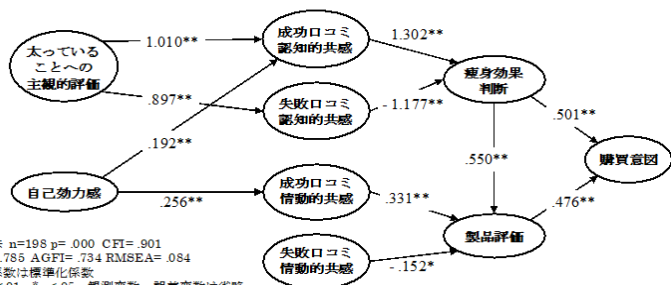 太っている
ことへの
主観的評価
自己効力感
成功口コミ
認知的共感
失敗口コミ
認知的共感
成功口コミ
情動的共感
失敗口コミ
情動的共感
痩身効果
判断
製品評価
購買意図
1.010**
.897**
.192**
.256**
1.302**
- 1.177**
.331**
- .152*
.550**
.501**
.476**
n=198 p= .000 CFI= .901
.785 AGFI= .734 RMSEA= .084
係数は標準化係数